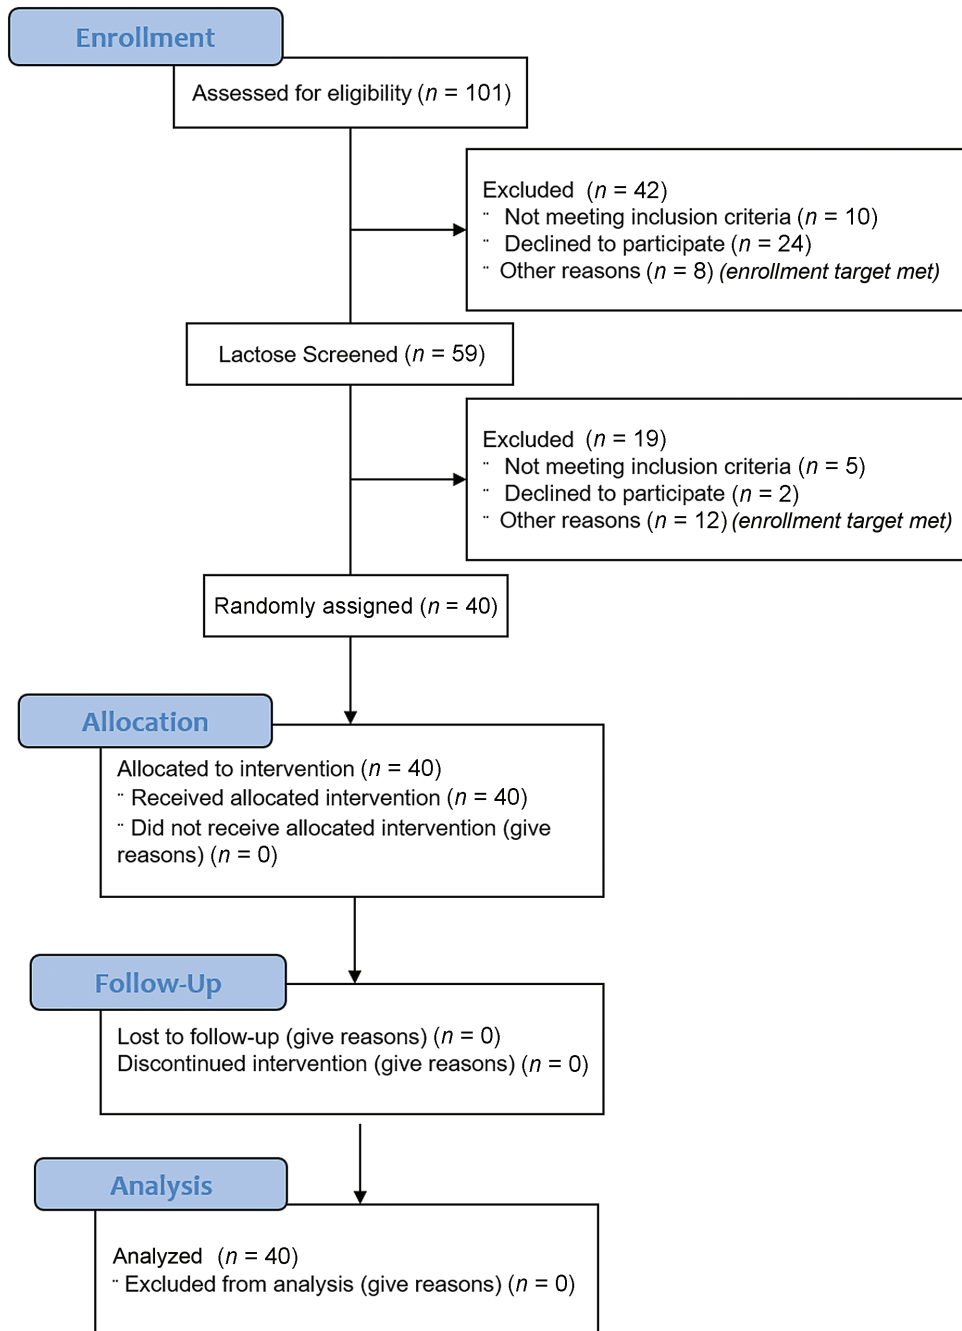 Enrollment
Assessed for eligibility (n = 101)
Excluded (n = 42)
¨ Not meeting inclusion criteria (n = 10)
¨ Declined to participate (n = 24)
¨ Other reasons (n = 8) (enrollment target met)
Lactose Screened (n = 59)
Excluded (n = 19)
¨ Not meeting inclusion criteria (n = 5)
¨ Declined to participate (n = 2)
¨ Other reasons (n = 12) (enrollment target met)
Randomly assigned (n = 40)
Allocation
Allocated to intervention (n = 40)
¨ Received allocated intervention (n = 40)
¨ Did not receive allocated intervention (give
reasons) (n = 0)
Follow-Up
Lost to follow-up (give reasons) (n = 0)
Discontinued intervention (give reasons) (n = 0)
Analysis
Analyzed (n = 40)
¨ Excluded from analysis (give reasons) (n = 0)